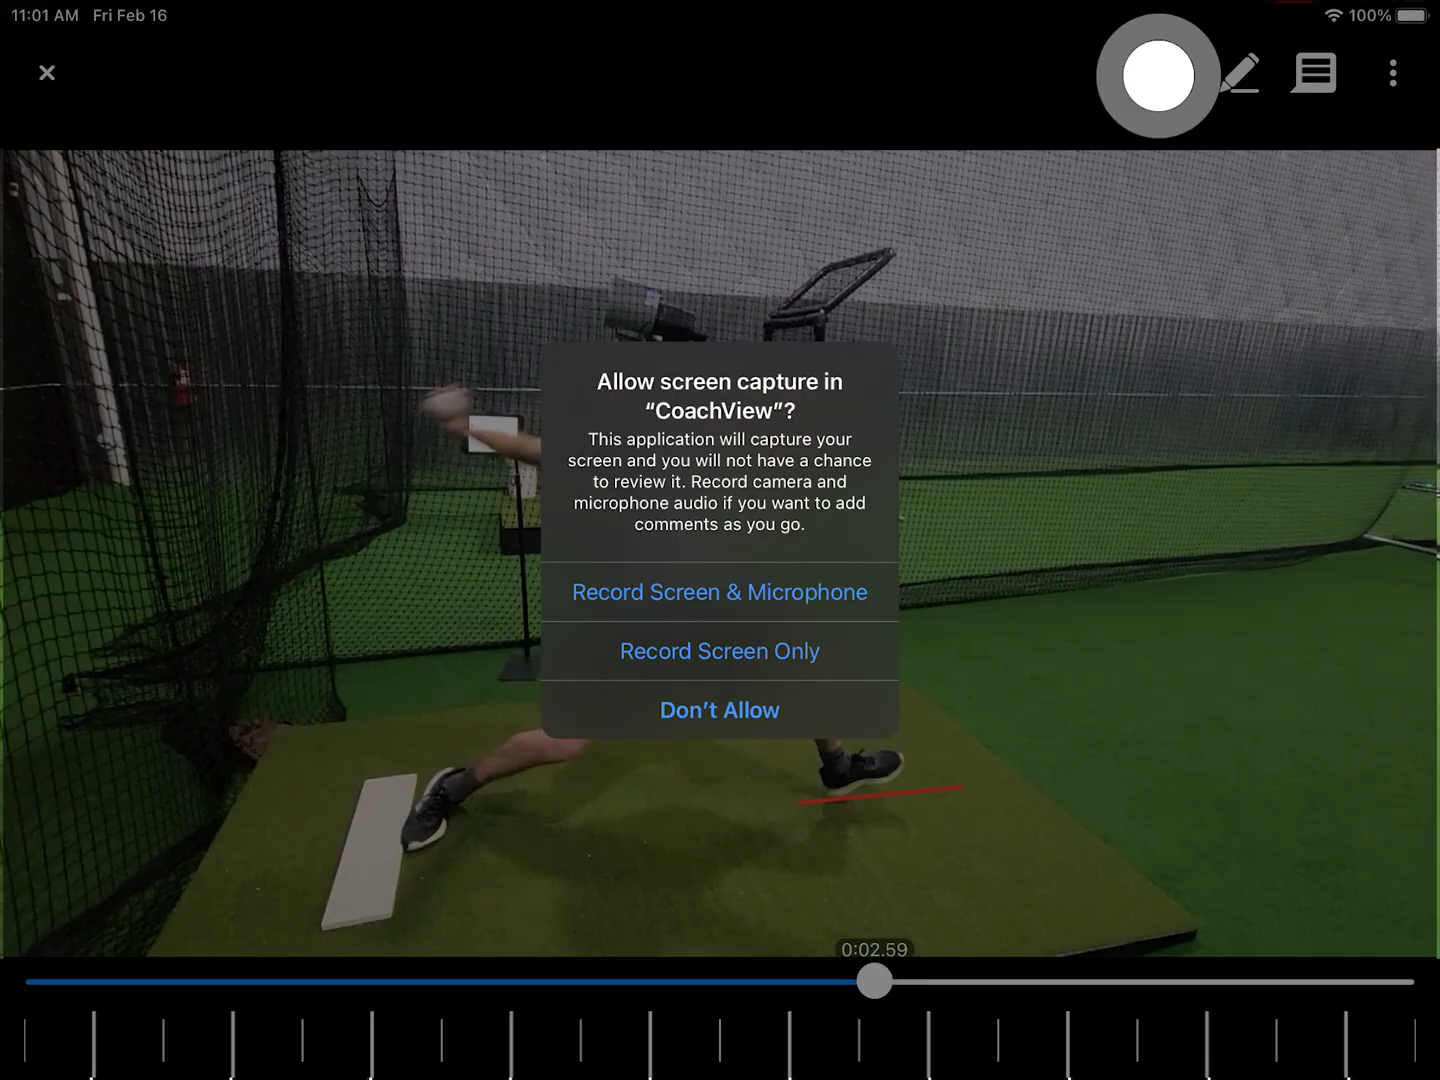 11:01 AM Fri Feb 16
100%
Allow screen capture in
“CoachView”?
This application will capture your
screen and you will not have a chance
to review it. Record camera and
microphone audio if you want to add
comments as you go.
Record Screen & Microphone
Record Screen Only
Don’t Allow
0:02.59